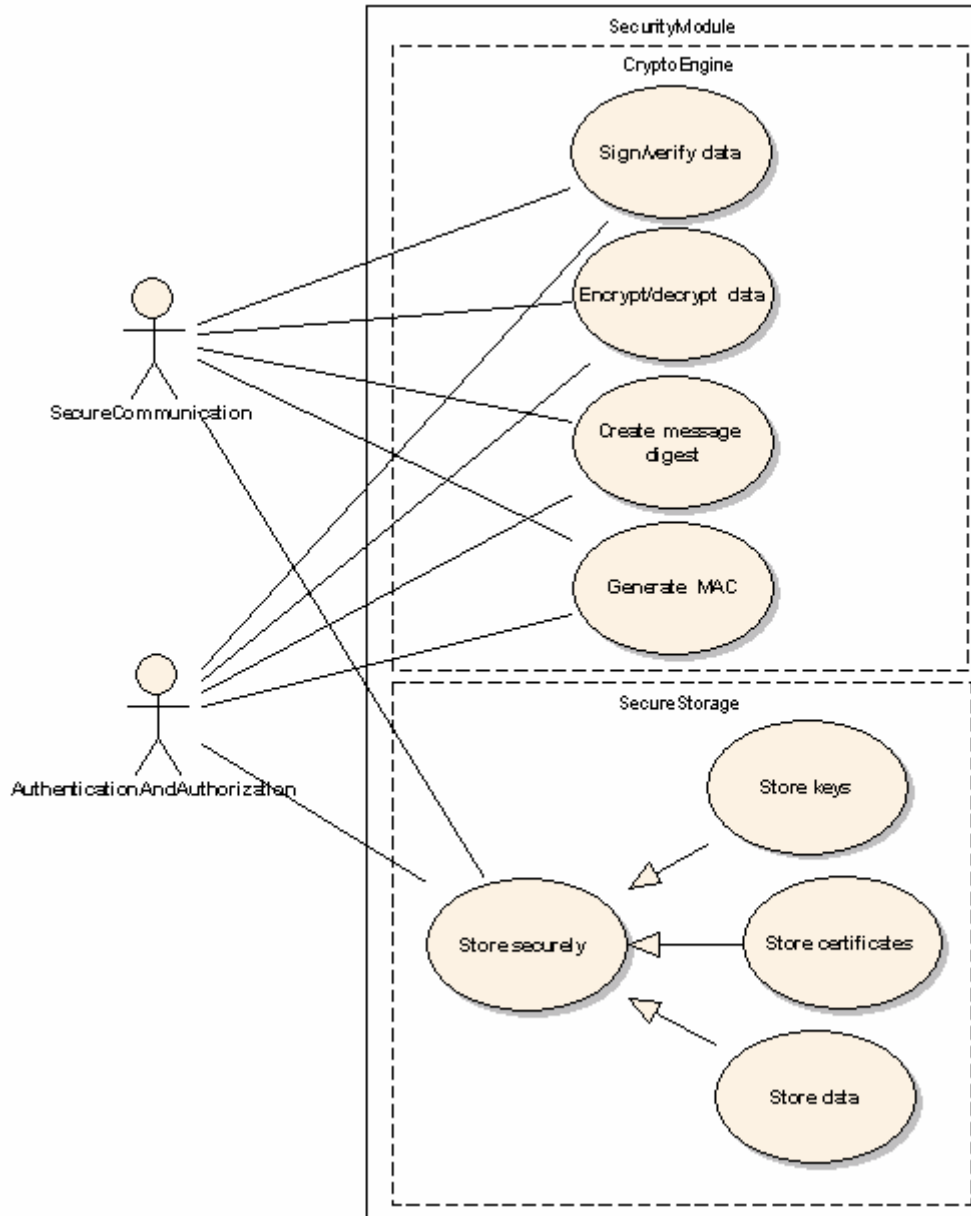 SecurityModule
CryptoEngine
Sign/verify data
Encrypt/decrypt data
SecureCommunication
Create message
digest
Generate MAC
SecureStorage
AuthenticationAndAuthorization
Store keys
Store securely
Store certificates
Store data